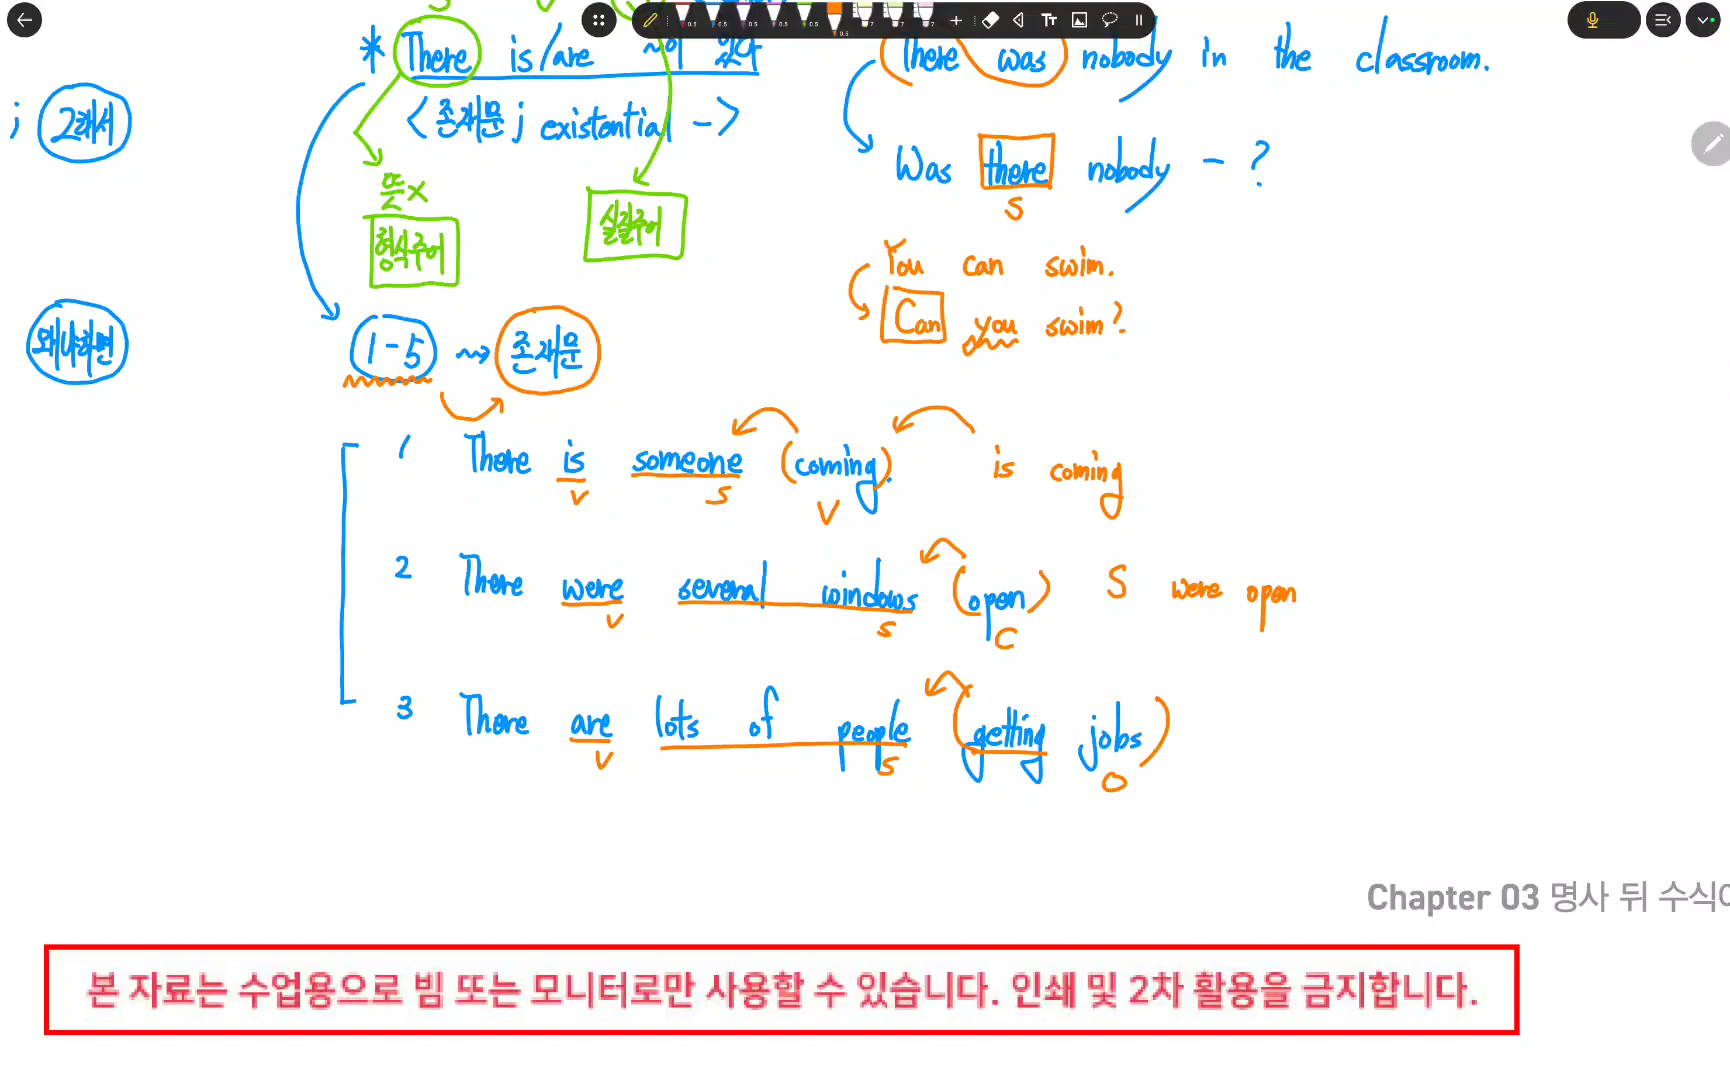 * There is/are ~이 있다
There was nobody in the classroom.
; 그래서
<존재문 ; existential ->
Was there nobody - ?
S
뜻 x
형식주어
실질주어
You can swim.
Can you swim?
왜냐하면
1-5 ⇝ 존재문
1 There is someone (coming). is coming
V S V
2 There were several windows (open) S were open
V S C
3 There are lots of people (getting jobs)
V S O
Chapter 03 명사 뒤 수식어
본 자료는 수업용으로 빔 또는 모니터로만 사용할 수 있습니다. 인쇄 및 2차 활용을 금지합니다.